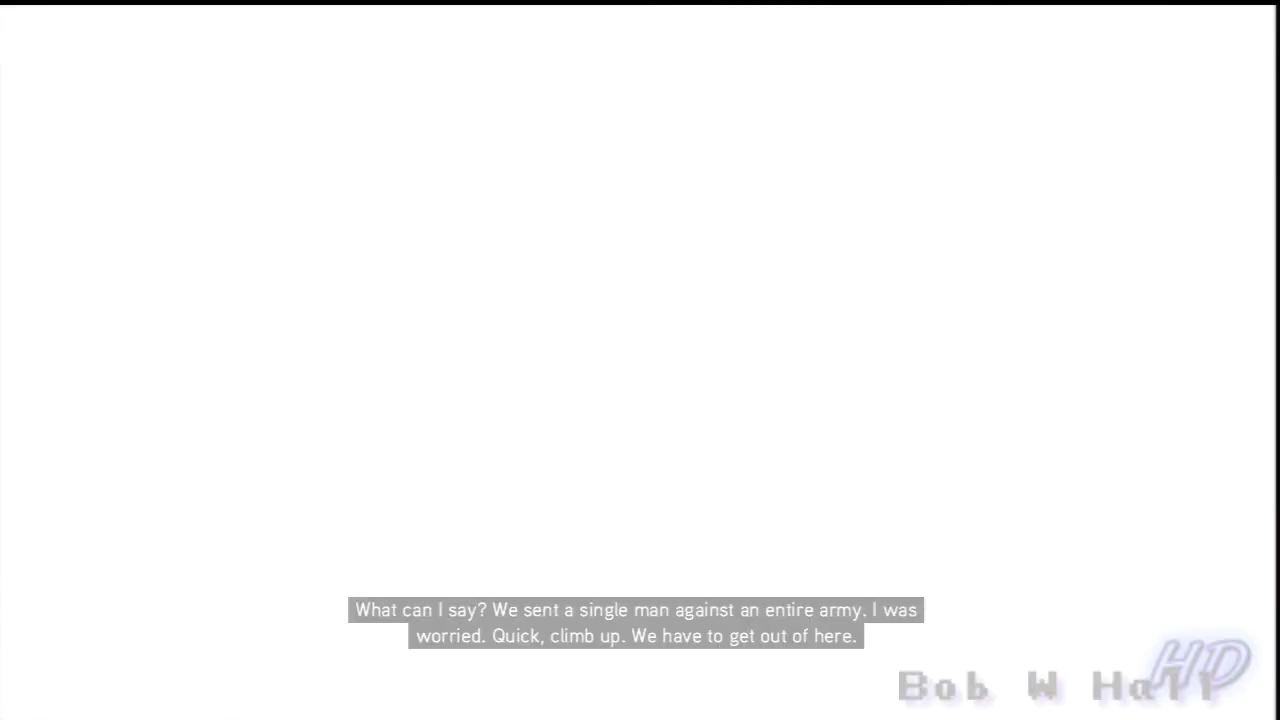 What can I say? We sent a single man against an entire army. I was
worried. Quick, climb up. We have to get out of here.
HD
Bob W Hall